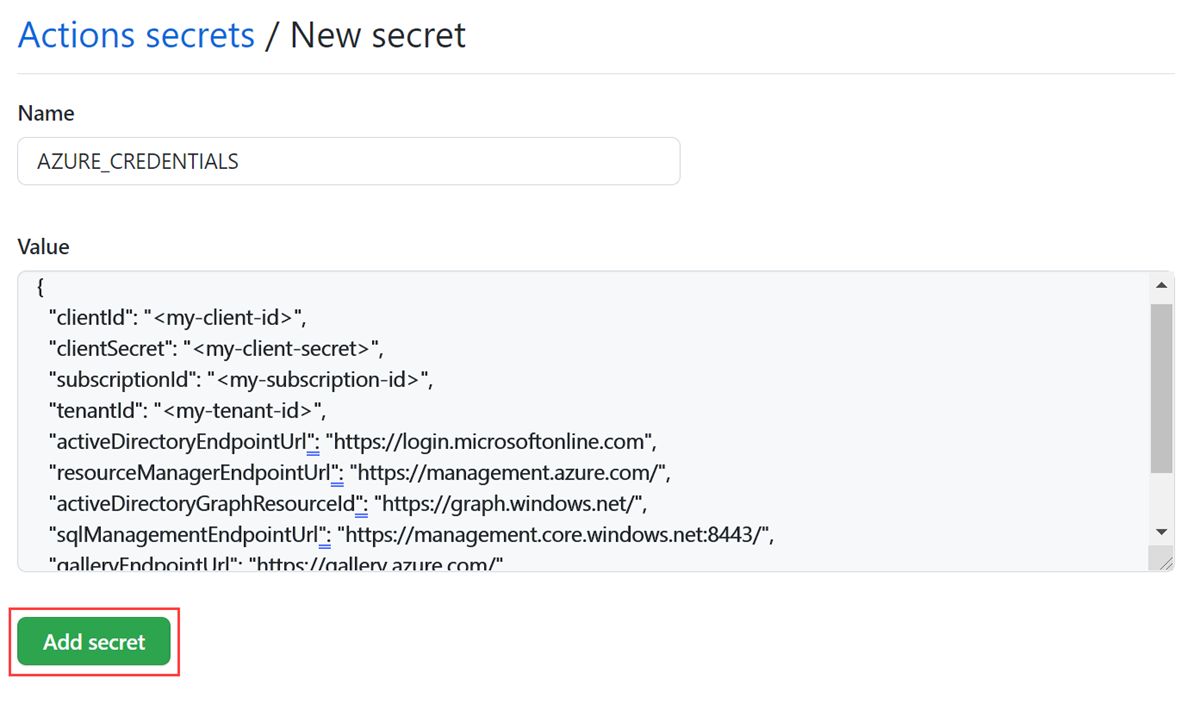 Actions secrets / New secret
Name
AZURE_CREDENTIALS
Value
{
"clientId": "<my-client-id>",
"clientSecret": "<my-client-secret>",
"subscriptionId": "<my-subscription-id>",
"tenantId": "<my-tenant-id>",
"activeDirectoryEndpointUrl": "https://login.microsoftonline.com",
"resourceManagerEndpointUrl": "https://management.azure.com/",
"activeDirectoryGraphResourceId": "https://graph.windows.net/",
"sqlManagementEndpointUrl": "https://management.core.windows.net:8443/",
"galleryEndpointUrl": "https://gallery.azure.com/"
Add secret